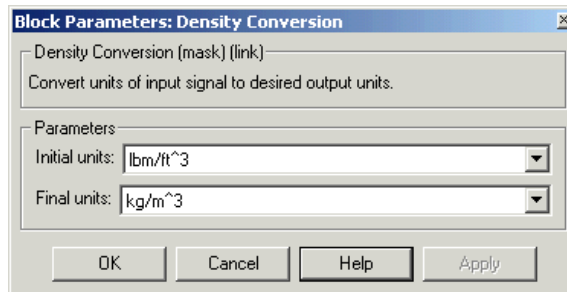 Block Parameters: Density Conversion
Density Conversion (mask) (link)
Convert units of input signal to desired output units.
Parameters
Initial units: lbm/ft^3
Final units: kg/m^3
OK Cancel Help Apply